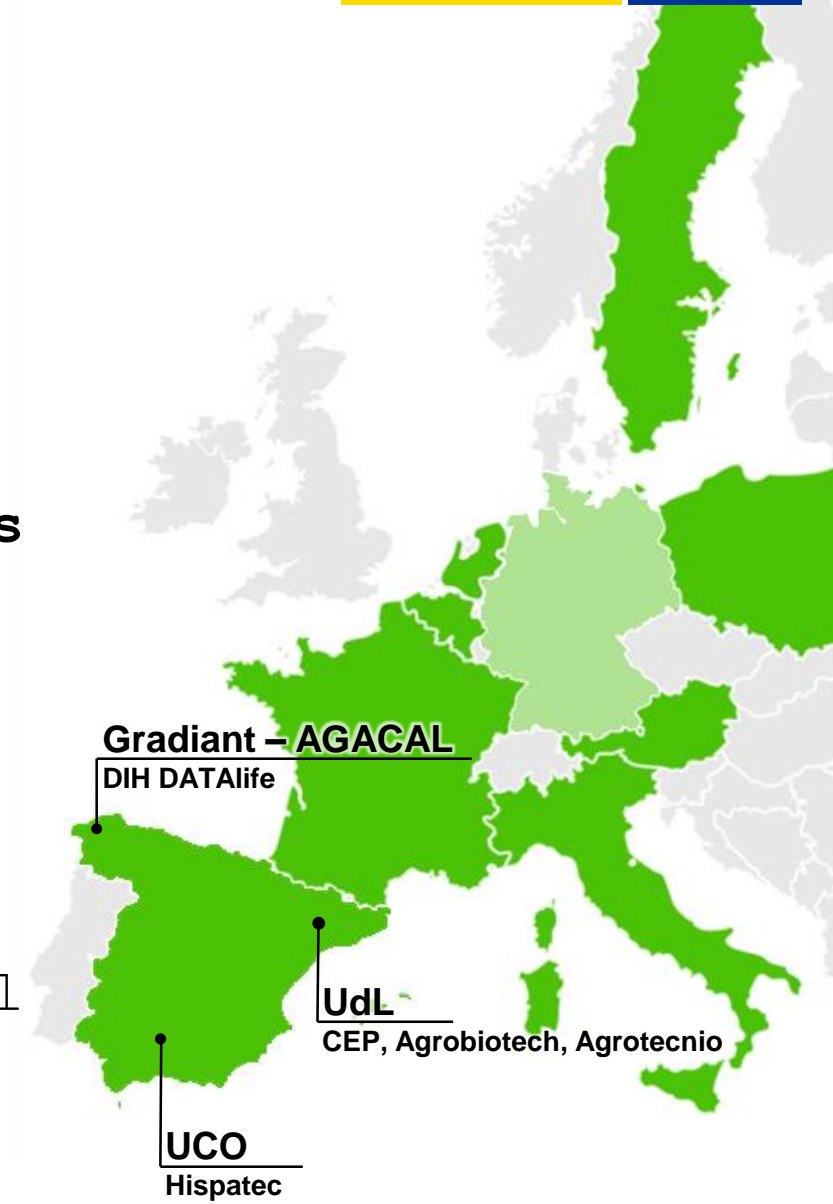 s
Gradiant – AGACAL
DIH DATAlife
UdL
CEP, Agrobiotech, Agrotecnio
UCO
Hispatec